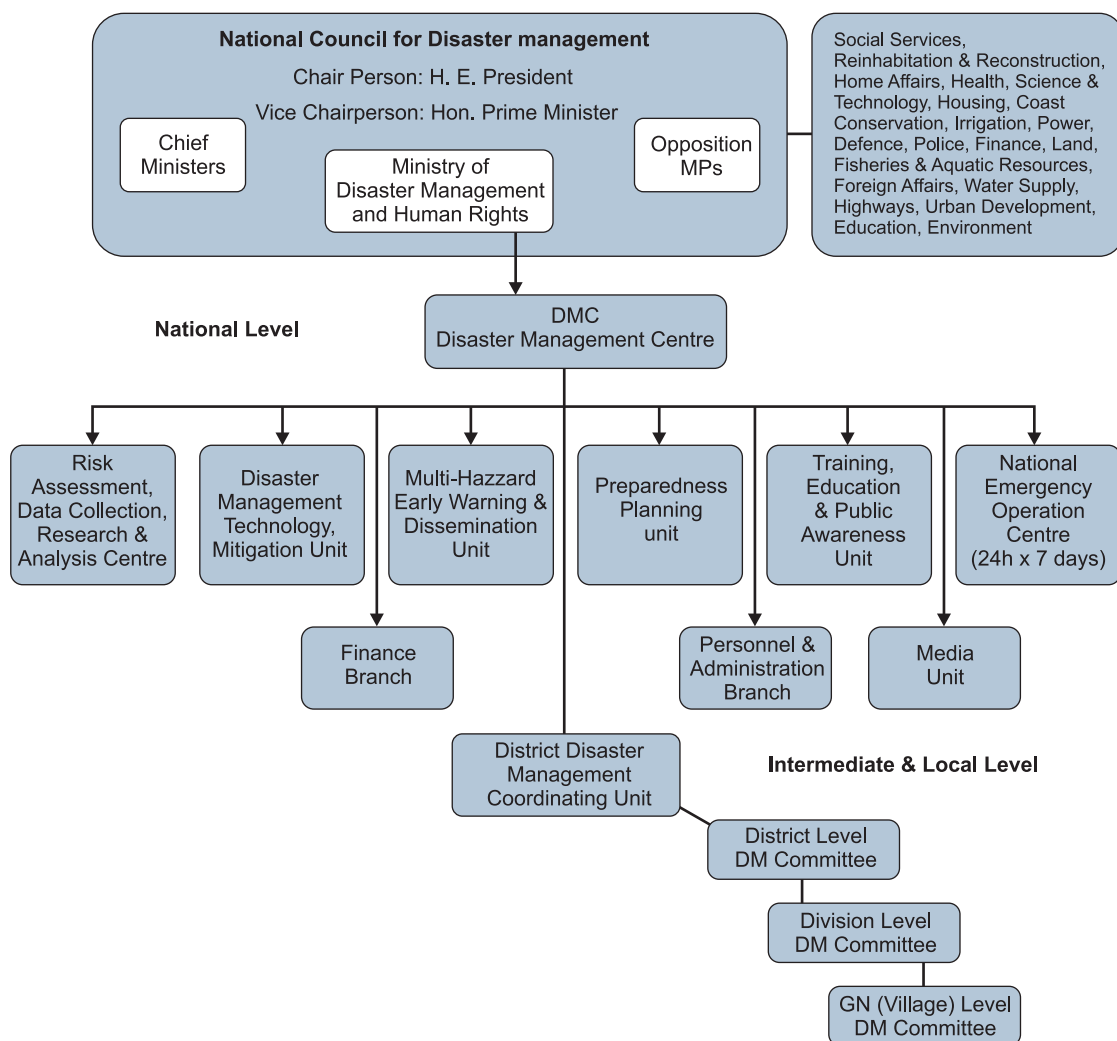 National Council for Disaster management
Chair Person: H. E. President
Vice Chairperson: Hon. Prime Minister
Chief
Ministers
Ministry of
Disaster Management
and Human Rights
Opposition
MPs
Social Services,
Reinhabitation & Reconstruction,
Home Affairs, Health, Science &
Technology, Housing, Coast
Conservation, Irrigation, Power,
Defence, Police, Finance, Land,
Fisheries & Aquatic Resources,
Foreign Affairs, Water Supply,
Highways, Urban Development,
Education, Environment
National Level
DMC
Disaster Management Centre
Risk
Assessment,
Data Collection,
Research &
Analysis Centre
Disaster
Management
Technology,
Mitigation Unit
Multi-Hazzard
Early Warning &
Dissemination
Unit
Preparedness
Planning
unit
Training,
Education
& Public
Awareness
Unit
National
Emergency
Operation
Centre
(24h x 7 days)
Finance
Branch
Personnel &
Administration
Branch
Media
Unit
District Disaster
Management
Coordinating Unit
Intermediate & Local Level
District Level
DM Committee
Division Level
DM Committee
GN (Village) Level
DM Committee